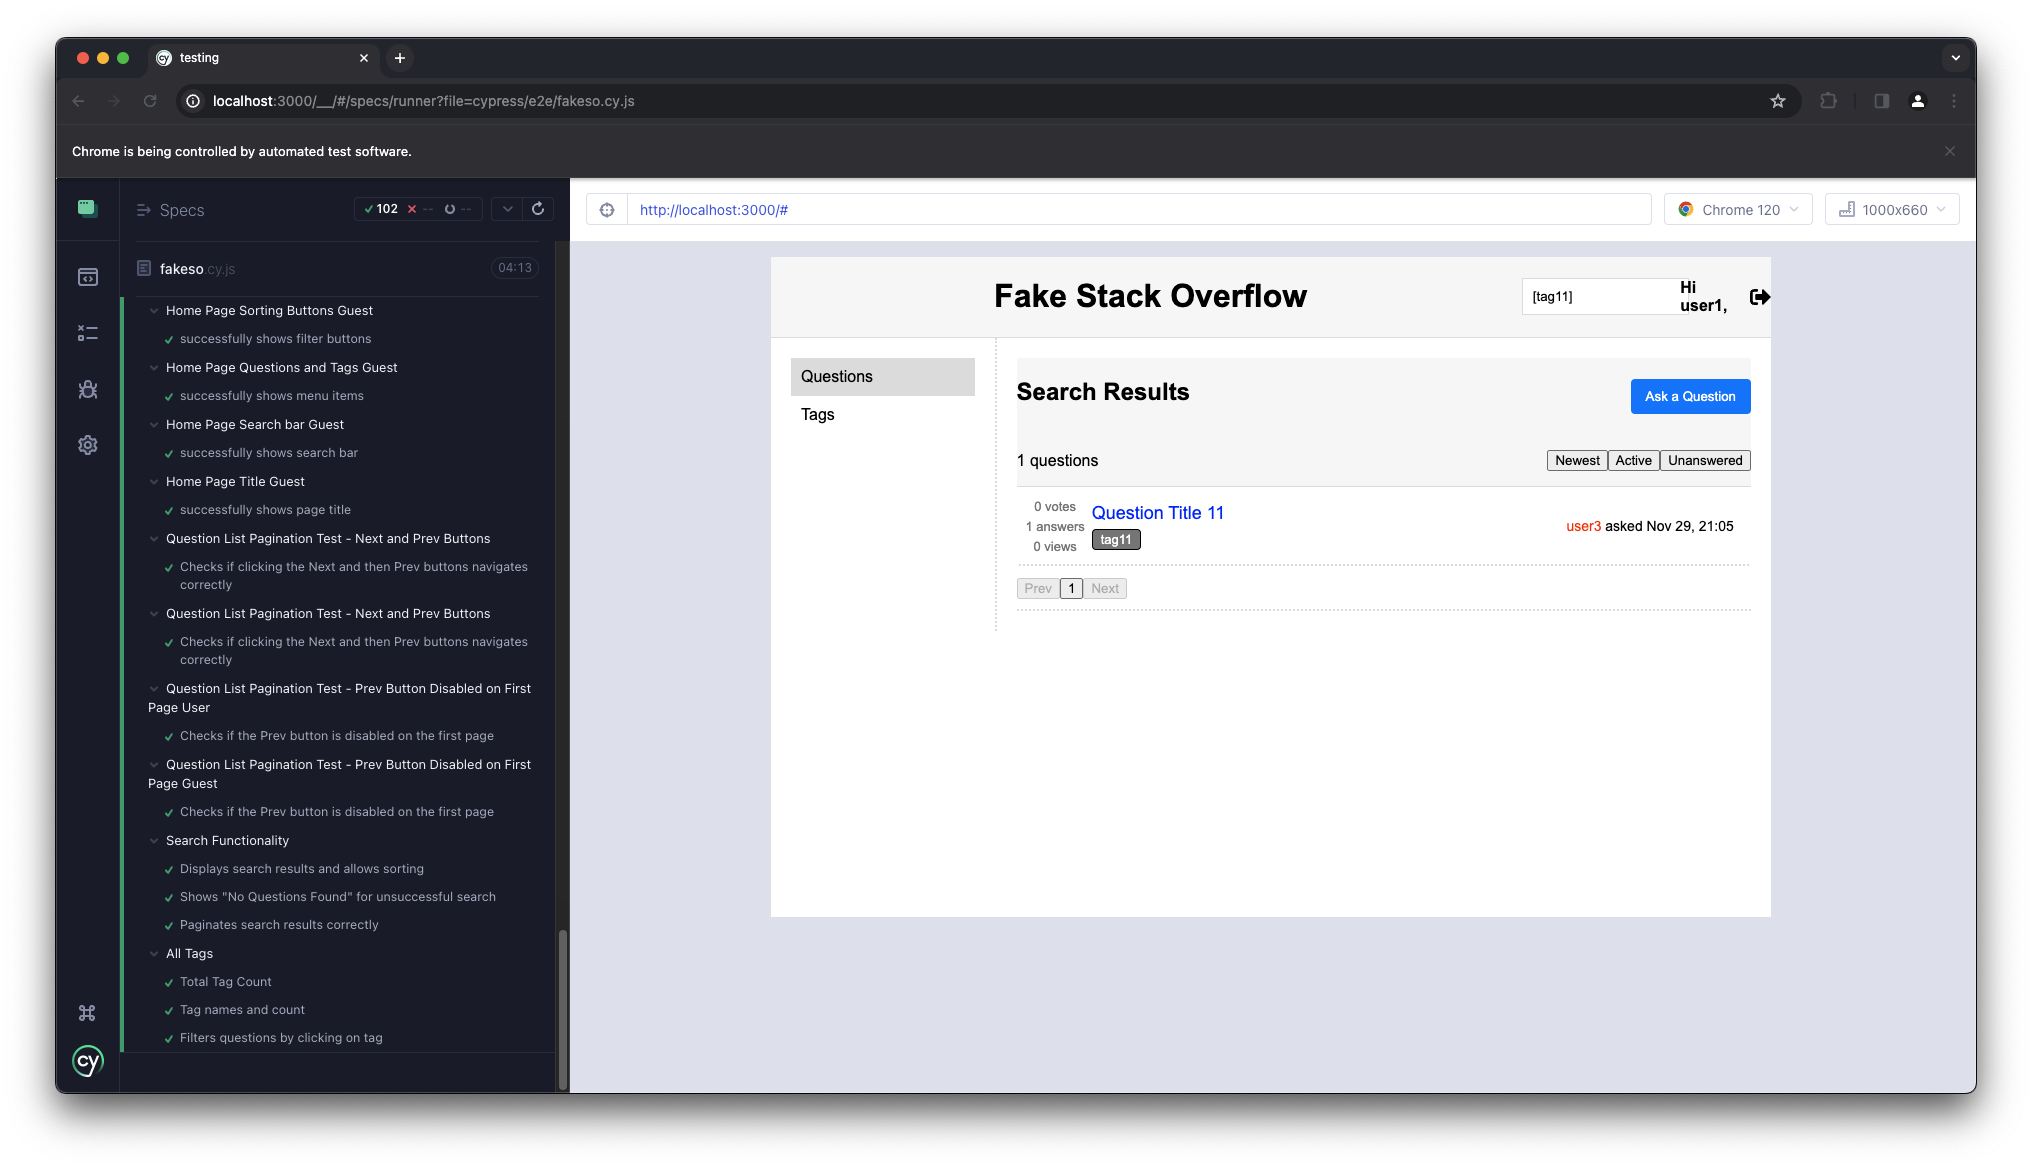 testing
localhost:3000/__/#/specs/runner?file=cypress/e2e/fakeso.cy.js
Chrome is being controlled by automated test software.
Specs
102 -- --
http://localhost:3000/#
Chrome 120
1000x660
fakeso.cy.js
04:13
Home Page Sorting Buttons Guest
successfully shows filter buttons
Home Page Questions and Tags Guest
successfully shows menu items
Home Page Search bar Guest
successfully shows search bar
Home Page Title Guest
successfully shows page title
Question List Pagination Test - Next and Prev Buttons
Checks if clicking the Next and then Prev buttons navigates
correctly
Question List Pagination Test - Next and Prev Buttons
Checks if clicking the Next and then Prev buttons navigates
correctly
Question List Pagination Test - Prev Button Disabled on First
Page User
Checks if the Prev button is disabled on the first page
Question List Pagination Test - Prev Button Disabled on First
Page Guest
Checks if the Prev button is disabled on the first page
Search Functionality
Displays search results and allows sorting
Shows "No Questions Found" for unsuccessful search
Paginates search results correctly
All Tags
Total Tag Count
Tag names and count
Filters questions by clicking on tag
cy
Fake Stack Overflow
[tag11]
Hi
user1,
Questions
Tags
Search Results
Ask a Question
1 questions
Newest Active Unanswered
0 votes
1 answers
0 views
Question Title 11
tag11
user3 asked Nov 29, 21:05
Prev 1 Next